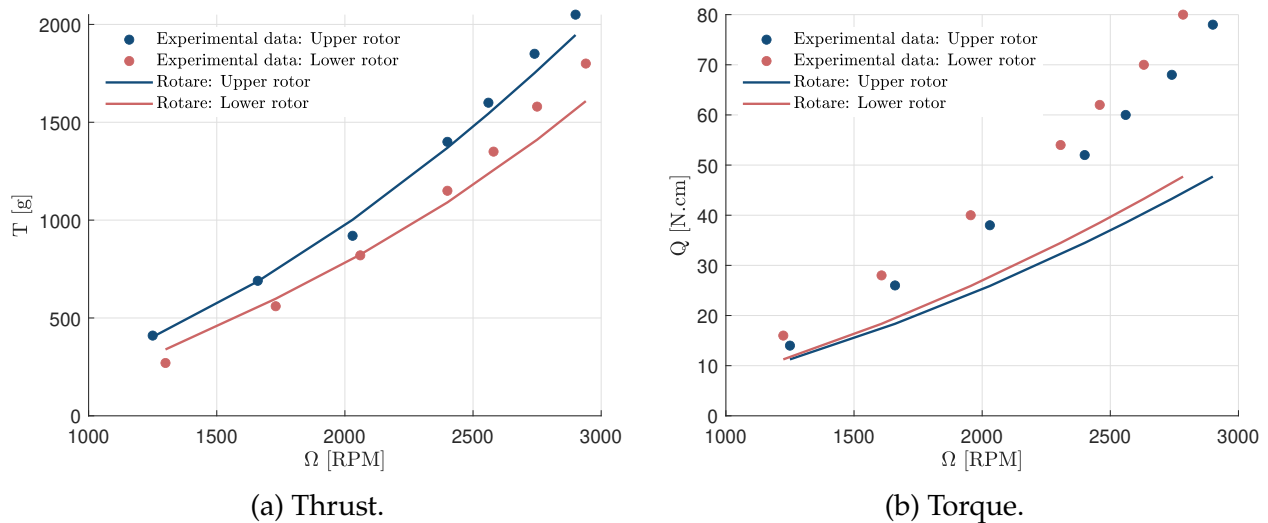 2000
1500
1000
500
0
T [g]
Experimental data: Upper rotor
Experimental data: Lower rotor
Rotare: Upper rotor
Rotare: Lower rotor
1000 1500 2000 2500 3000
Ω [RPM]
(a) Thrust.
80
70
60
50
40
30
20
10
0
Q [N.cm]
Experimental data: Upper rotor
Experimental data: Lower rotor
Rotare: Upper rotor
Rotare: Lower rotor
1000 1500 2000 2500 3000
Ω [RPM]
(b) Torque.